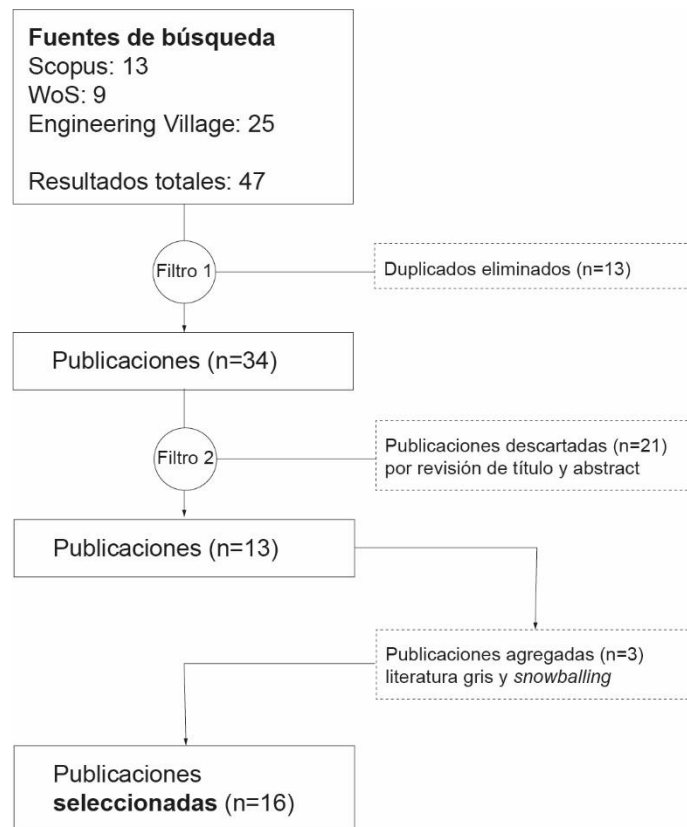 Fuentes de búsqueda
Scopus: 13
WoS: 9
Engineering Village: 25
Resultados totales: 47
Filtro 1
Duplicados eliminados (n=13)
Publicaciones (n=34)
Filtro 2
Publicaciones descartadas (n=21)
por revisión de título y abstract
Publicaciones (n=13)
Publicaciones agregadas (n=3)
literatura gris y snowballing
Publicaciones
seleccionadas (n=16)